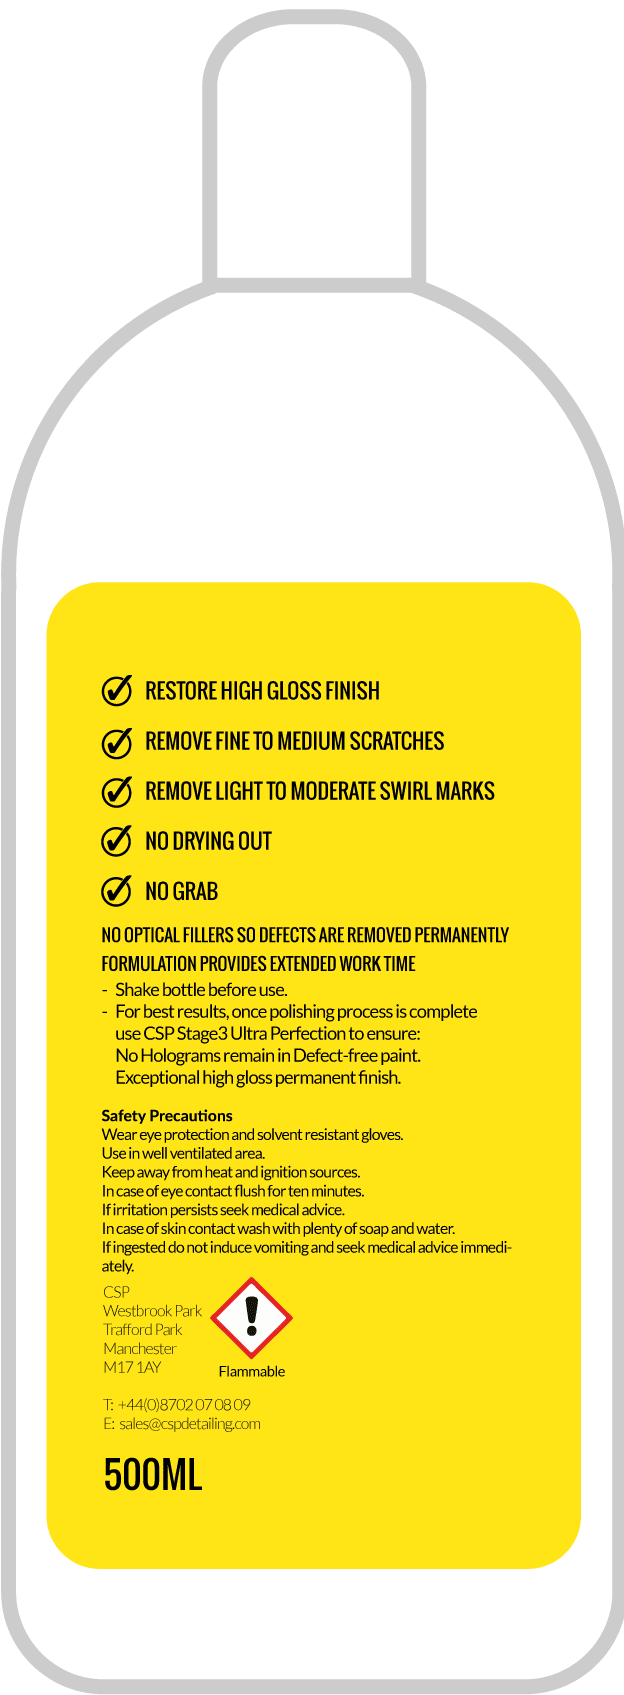 RESTORE HIGH GLOSS FINISH
REMOVE FINE TO MEDIUM SCRATCHES
REMOVE LIGHT TO MODERATE SWIRL MARKS
NO DRYING OUT
NO GRAB
NO OPTICAL FILLERS SO DEFECTS ARE REMOVED PERMANENTLY
FORMULATION PROVIDES EXTENDED WORK TIME
- Shake bottle before use.
- For best results, once polishing process is complete
use CSP Stage3 Ultra Perfection to ensure:
No Holograms remain in Defect-free paint.
Exceptional high gloss permanent finish.
Safety Precautions
Wear eye protection and solvent resistant gloves.
Use in well ventilated area.
Keep away from heat and ignition sources.
In case of eye contact flush for ten minutes.
If irritation persists seek medical advice.
In case of skin contact wash with plenty of soap and water.
If ingested do not induce vomiting and seek medical advice immedi-
ately.
CSP
Westbrook Park
Trafford Park
Manchester
M17 1AY
!
Flammable
T: +44(0)8702 07 08 09
E: sales@cspdetailing.com
500ML